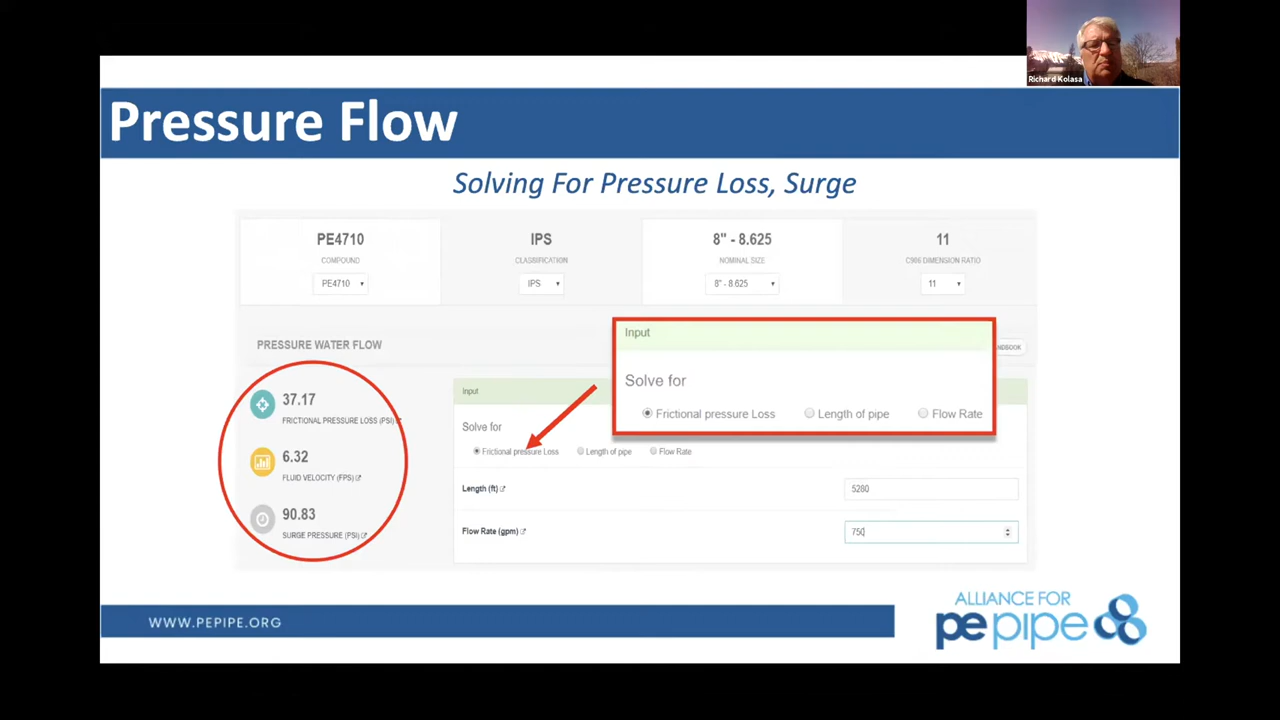 Richard Kolasa
Pressure Flow
Solving For Pressure Loss, Surge
PE4710
COMPOUND
PE4710
IPS
CLASSIFICATION
IPS
8" - 8.625
NOMINAL SIZE
8" - 8.625
11
C906 DIMENSION RATIO
11
PRESSURE WATER FLOW
37.17
FRICTIONAL PRESSURE LOSS (PSI)
6.32
FLUID VELOCITY (FPS)
90.83
SURGE PRESSURE (PSI)
Input
Solve for
Frictional pressure Loss Length of pipe Flow Rate
Input
Solve for
Frictional pressure Loss Length of pipe Flow Rate
Length (ft) 5280
Flow Rate (gpm) 750
WWW.PEPIPE.ORG
ALLIANCE FOR
pepipe